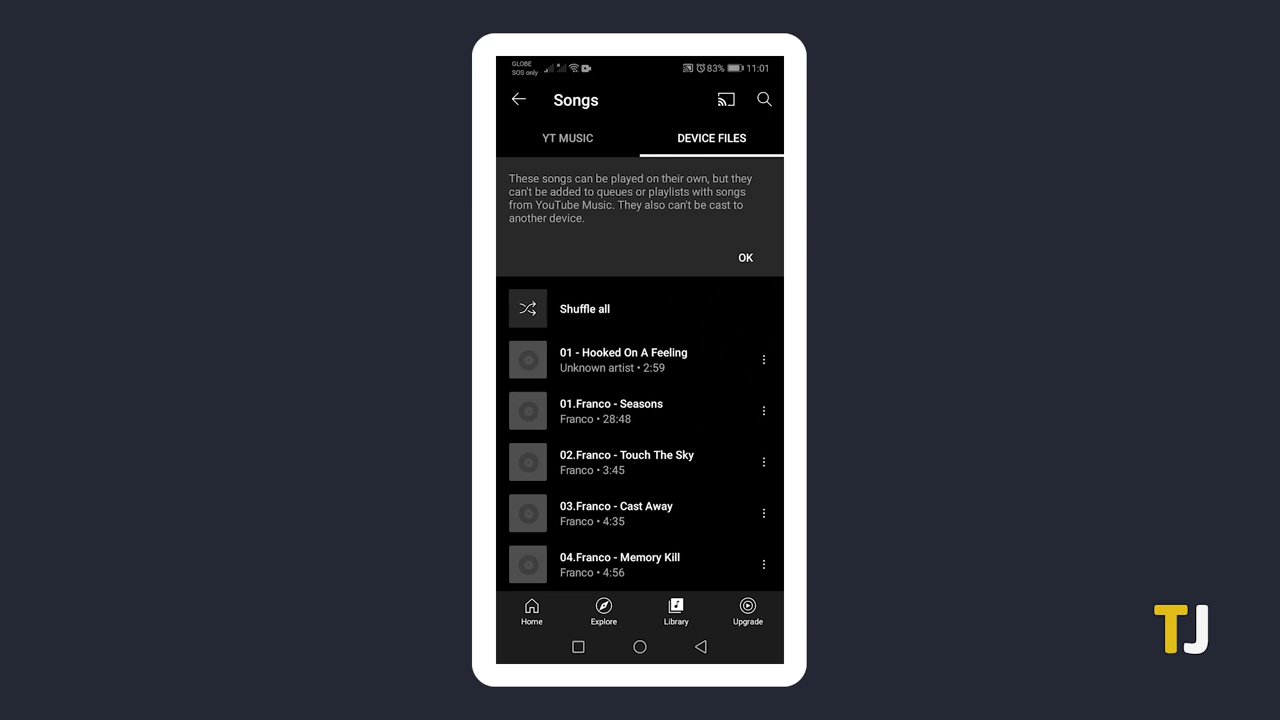 GLOBE
SOS only
83% 11:01
Songs
YT MUSIC DEVICE FILES
These songs can be played on their own, but they
can't be added to queues or playlists with songs
from YouTube Music. They also can't be cast to
another device.
OK
Shuffle all
01 - Hooked On A Feeling
Unknown artist • 2:59
01.Franco - Seasons
Franco • 28:48
02.Franco - Touch The Sky
Franco • 3:45
03.Franco - Cast Away
Franco • 4:35
04.Franco - Memory Kill
Franco • 4:56
Home Explore Library Upgrade
TJ